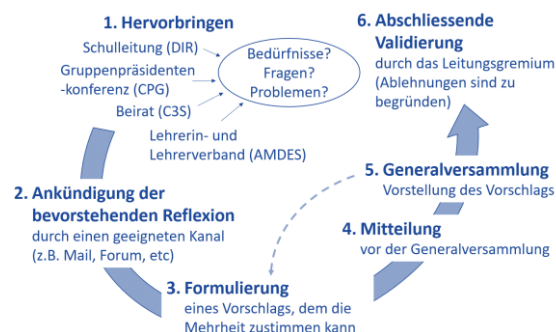 1. Hervorbringen
Schulleitung (DIR)
Gruppenpräsidenten
-konferenz (CPG)
Beirat (C3S)
Lehrerin- und
Lehrerverband (AMDES)
Bedürfnisse?
Fragen?
Problemen?
2. Ankündigung der
bevorstehenden Reflexion
durch einen geeigneten Kanal
(z.B. Mail, Forum, etc)
3. Formulierung
eines Vorschlags, dem die
Mehrheit zustimmen kann
4. Mitteilung
vor der Generalversammlung
5. Generalversammlung
Vorstellung des Vorschlags
6. Abschliessende
Validierung
durch das Leitungsgremium
(Ablehnungen sind zu
begründen)